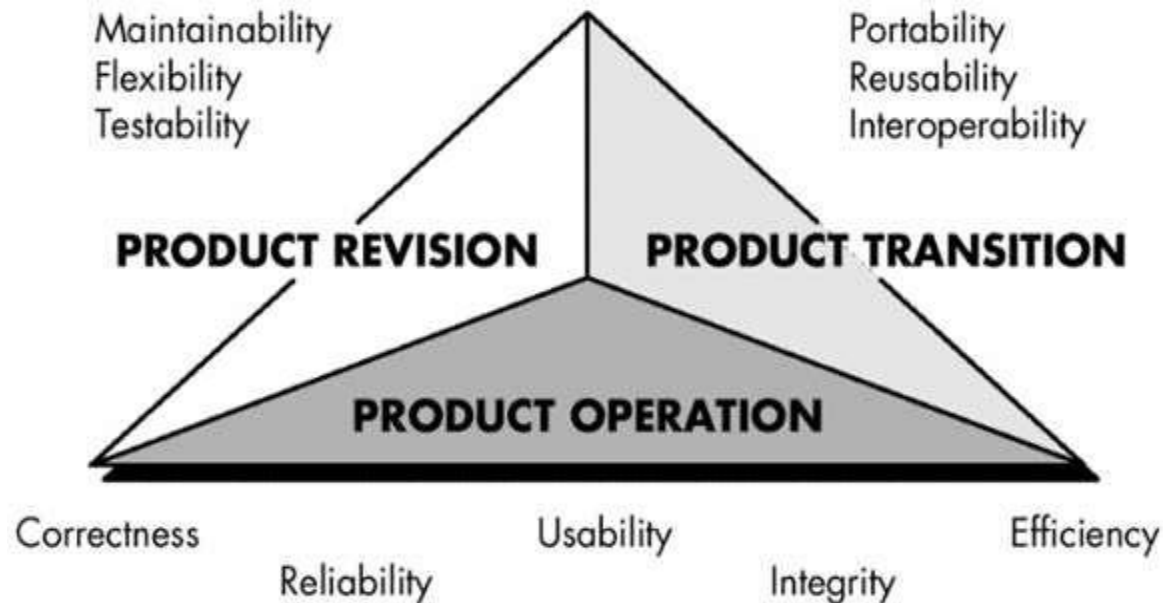 Maintainability
Flexibility
Testability
Portability
Reusability
Interoperability
PRODUCT REVISION
PRODUCT TRANSITION
PRODUCT OPERATION
Correctness
Usability
Efficiency
Reliability
Integrity